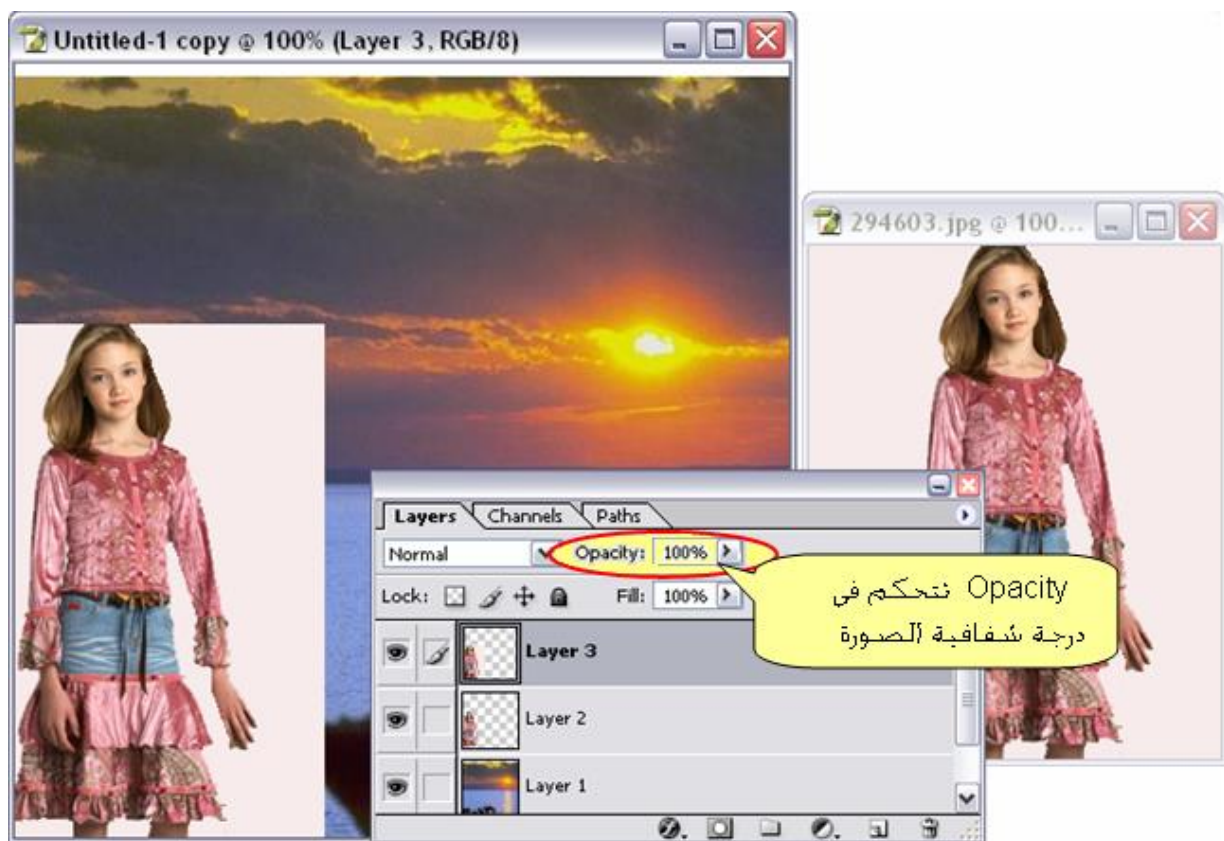 Untitled-1 copy @ 100% (Layer 3, RGB/8)
294603.jpg @ 100...
Layers Channels Paths
Normal Opacity: 100%
Lock: Fill: 100%
Opacity تتحكم في
درجة شفافية الصورة
Layer 3
Layer 2
Layer 1